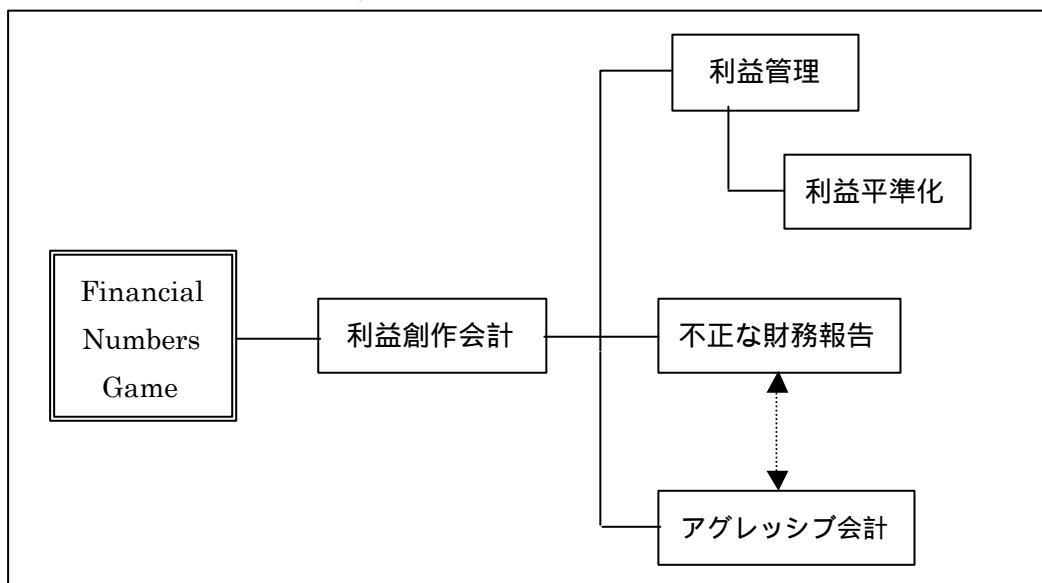 利益管理
利益平準化
Financial
Numbers
Game
利益創作会計
不正な財務報告
アグレッシブ会計